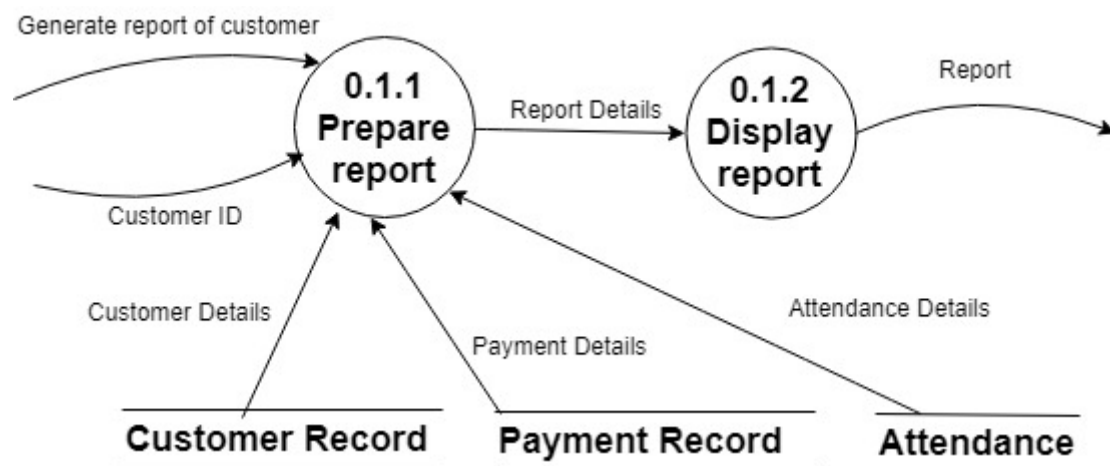 Generate report of customer
0.1.1
Prepare
report
Customer ID
Report Details
0.1.2
Display
report
Report
Customer Details
Payment Details
Attendance Details
Customer Record
Payment Record
Attendance